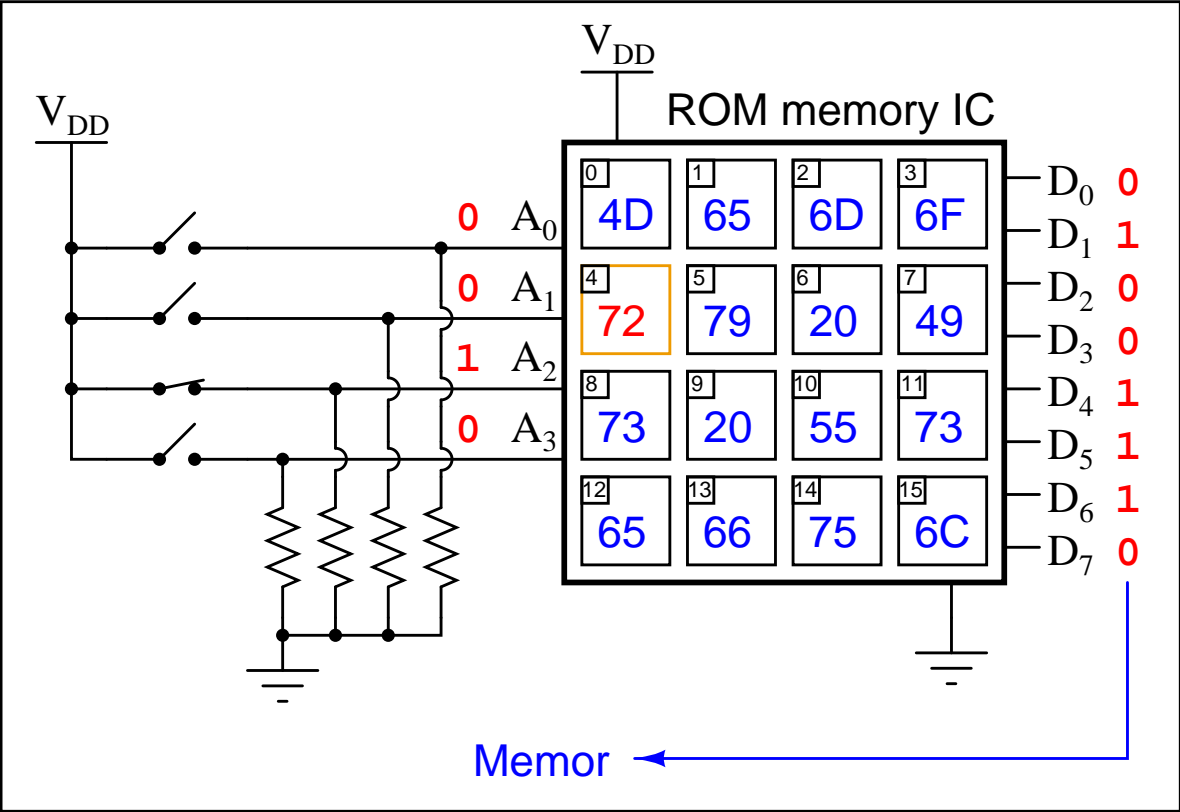 VDD
VDD
ROM memory IC
0 A0
0 A1
1 A2
0 A3
0 4D
1 65
2 6D
3 6F
4 72
5 79
6 20
7 49
8 73
9 20
10 55
11 73
12 65
13 66
14 75
15 6C
D0 0
D1 1
D2 0
D3 0
D4 1
D5 1
D6 1
D7 0
Memor